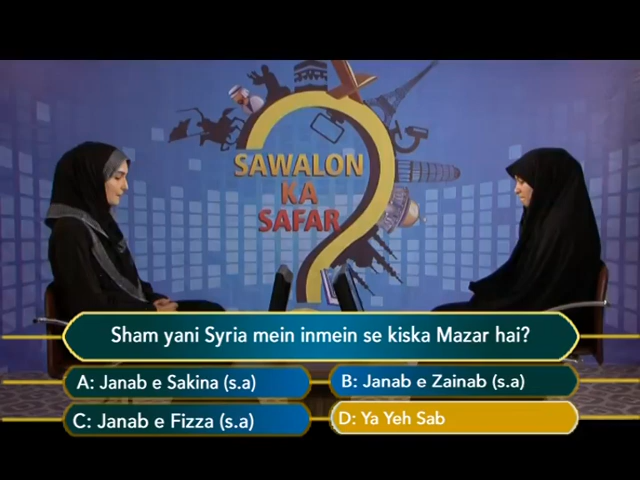 SAWALON
KA
SAFAR
Sham yani Syria mein inmein se kiska Mazar hai?
A: Janab e Sakina (s.a)
B: Janab e Zainab (s.a)
C: Janab e Fizza (s.a)
D: Ya Yeh Sab